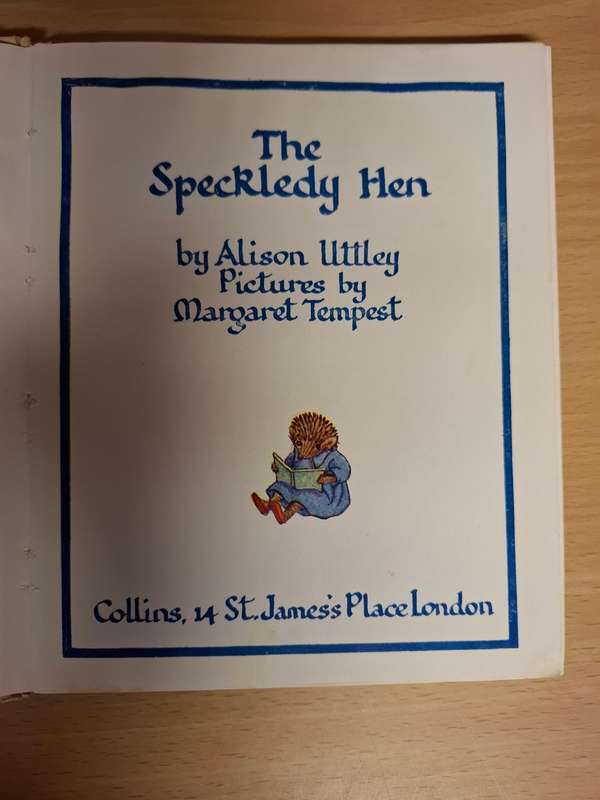 The
Speckledy Hen
by Alison Uttley
Pictures by
Margaret Tempest
Collins, 14 St. James's Place London